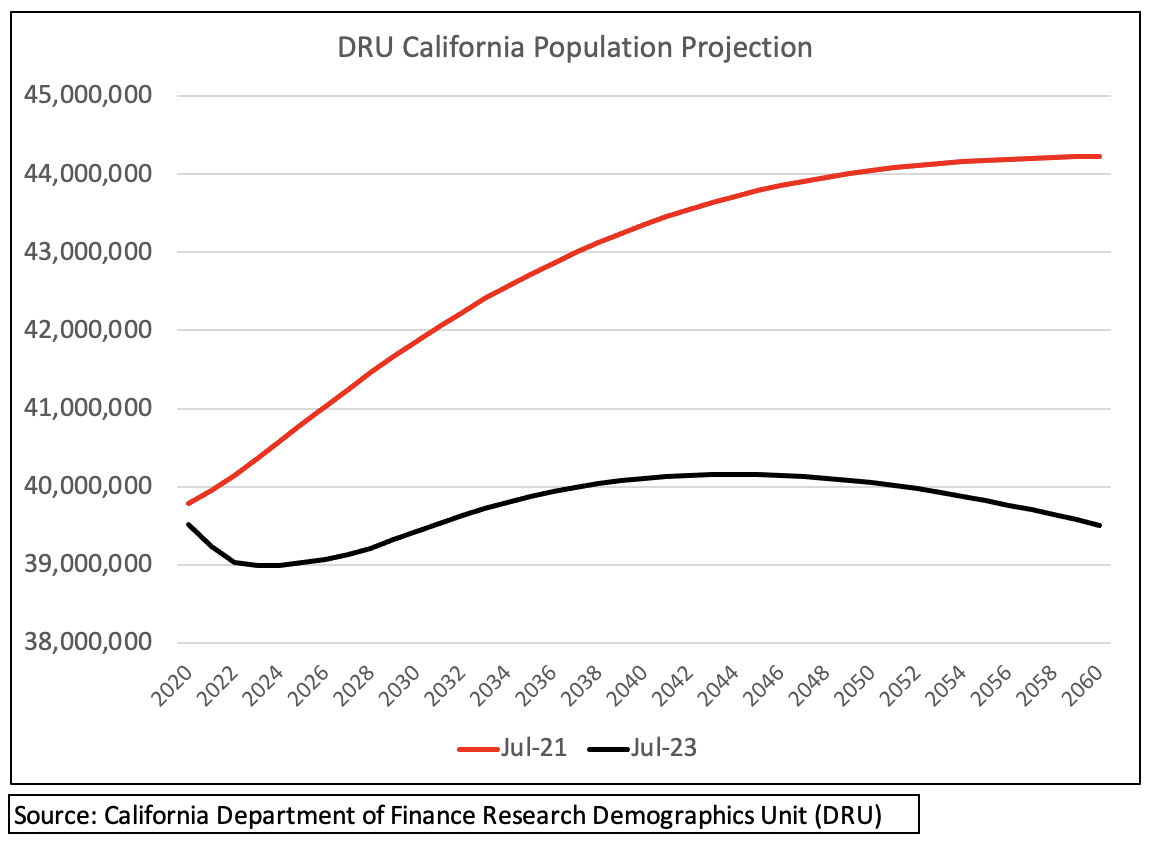 DRU California Population Projection
45,000,000
44,000,000
43,000,000
42,000,000
41,000,000
40,000,000
39,000,000
38,000,000
2020 2022 2024 2026 2028 2030 2032 2034 2036 2038 2040 2042 2044 2046 2048 2050 2052 2054 2056 2058 2060
Jul-21 Jul-23
Source: California Department of Finance Research Demographics Unit (DRU)